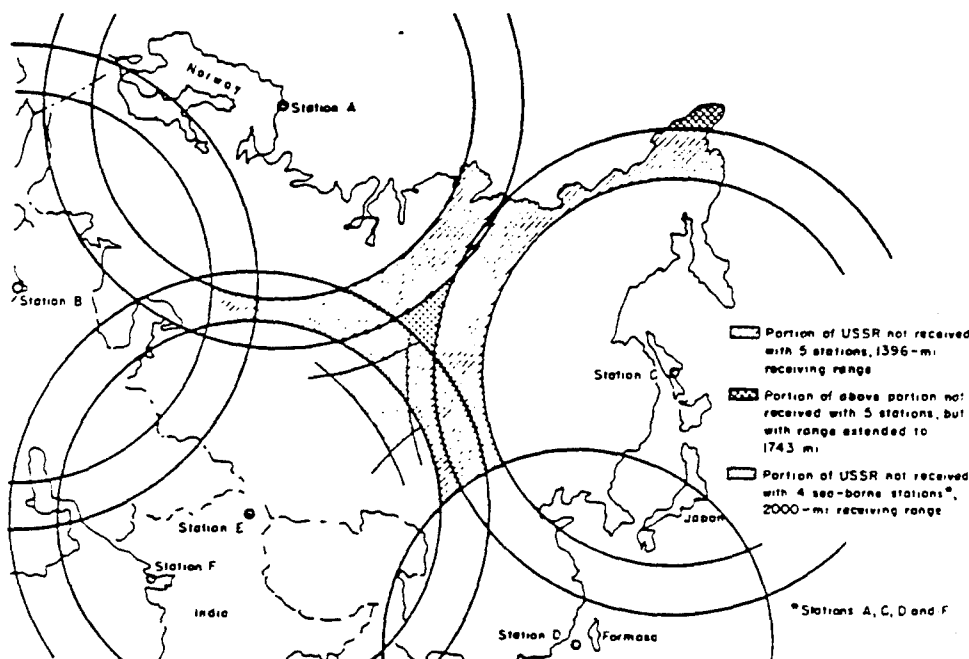 Norway
Station A
Station B
Station C
Portion of USSR not received
with 5 stations, 1396-mi
receiving range
Portion of above portion not
received with 5 stations, but
with range extended to
1743 mi
Portion of USSR not received
with 4 sea-borne stations*,
2000-mi receiving range
Japan
Station E
Station F
India
*Stations A, C, D and F
Station D
Formosa